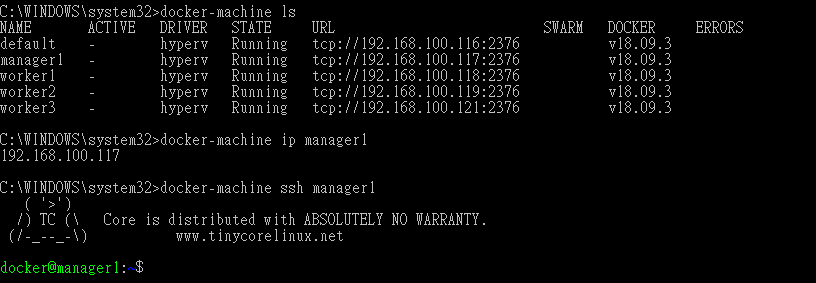 C:\WINDOWS\system32>docker-machine ls
NAME       ACTIVE   DRIVER   STATE     URL                          SWARM   DOCKER     ERRORS
default    -        hyperv   Running   tcp://192.168.100.116:2376           v18.09.3
manager1   -        hyperv   Running   tcp://192.168.100.117:2376           v18.09.3
worker1    -        hyperv   Running   tcp://192.168.100.118:2376           v18.09.3
worker2    -        hyperv   Running   tcp://192.168.100.119:2376           v18.09.3
worker3    -        hyperv   Running   tcp://192.168.100.121:2376           v18.09.3
C:\WINDOWS\system32>docker-machine ip manager1
192.168.100.117
C:\WINDOWS\system32>docker-machine ssh manager1
   ( '>')
  /) TC (\   Core is distributed with ABSOLUTELY NO WARRANTY.
 (/-_--_-\)           www.tinycorelinux.net
docker@manager1:~$